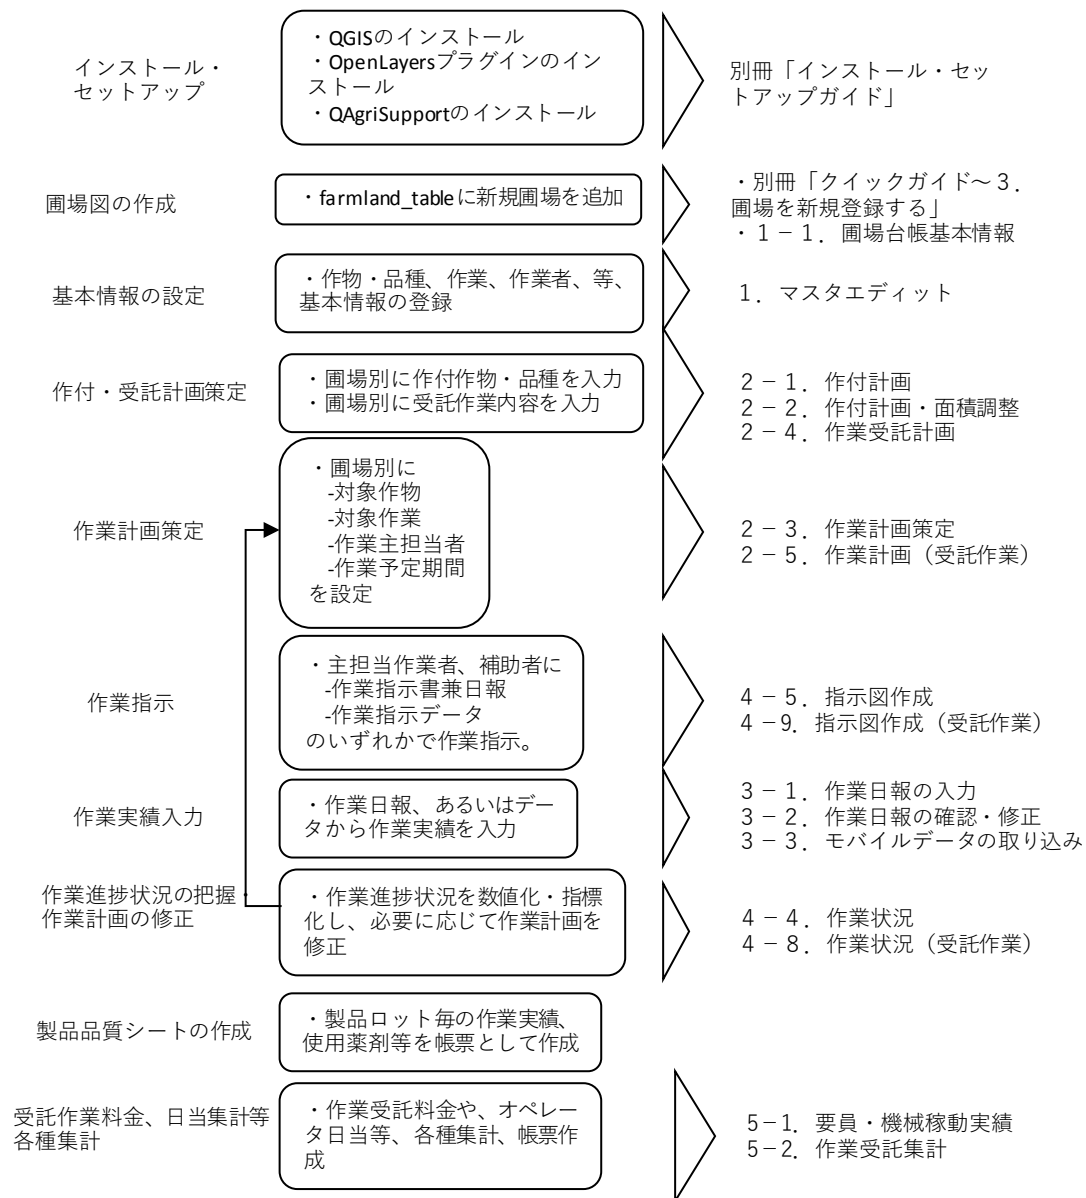 インストール・
セットアップ
・QGISのインストール
・OpenLayersプラグインのイン
ストール
・QAgriSupportのインストール
別冊「インストール・セッ
トアップガイド」
圃場図の作成
・farmland_tableに新規圃場を追加
・別冊「クイックガイド～３．
圃場を新規登録する」
・１－１．圃場台帳基本情報
基本情報の設定
・作物・品種、作業、作業者、等、
基本情報の登録
１．マスタエディット
作付・受託計画策定
・圃場別に作付作物・品種を入力
・圃場別に受託作業内容を入力
２－１．作付計画
２－２．作付計画・面積調整
２－４．作業受託計画
作業計画策定
・圃場別に
-対象作物
-対象作業
-作業主担当者
-作業予定期間
を設定
２－３．作業計画策定
２－５．作業計画（受託作業）
作業指示
・主担当作業者、補助者に
-作業指示書兼日報
-作業指示データ
のいずれかで作業指示。
４－５．指示図作成
４－９．指示図作成（受託作業）
作業実績入力
・作業日報、あるいはデー
タから作業実績を入力
３－１．作業日報の入力
３－２．作業日報の確認・修正
３－３．モバイルデータの取り込み
作業進捗状況の把握・
作業計画の修正
・作業進捗状況を数値化・指標
化し、必要に応じて作業計画を
修正
４－４．作業状況
４－８．作業状況（受託作業）
製品品質シートの作成
・製品ロット毎の作業実績、
使用薬剤等を帳票として作成
受託作業料金、日当集計等
各種集計
・作業受託料金や、オペレー
タ日当等、各種集計、帳票作
成
５－１．要員・機械稼動実績
５－２．作業受託集計